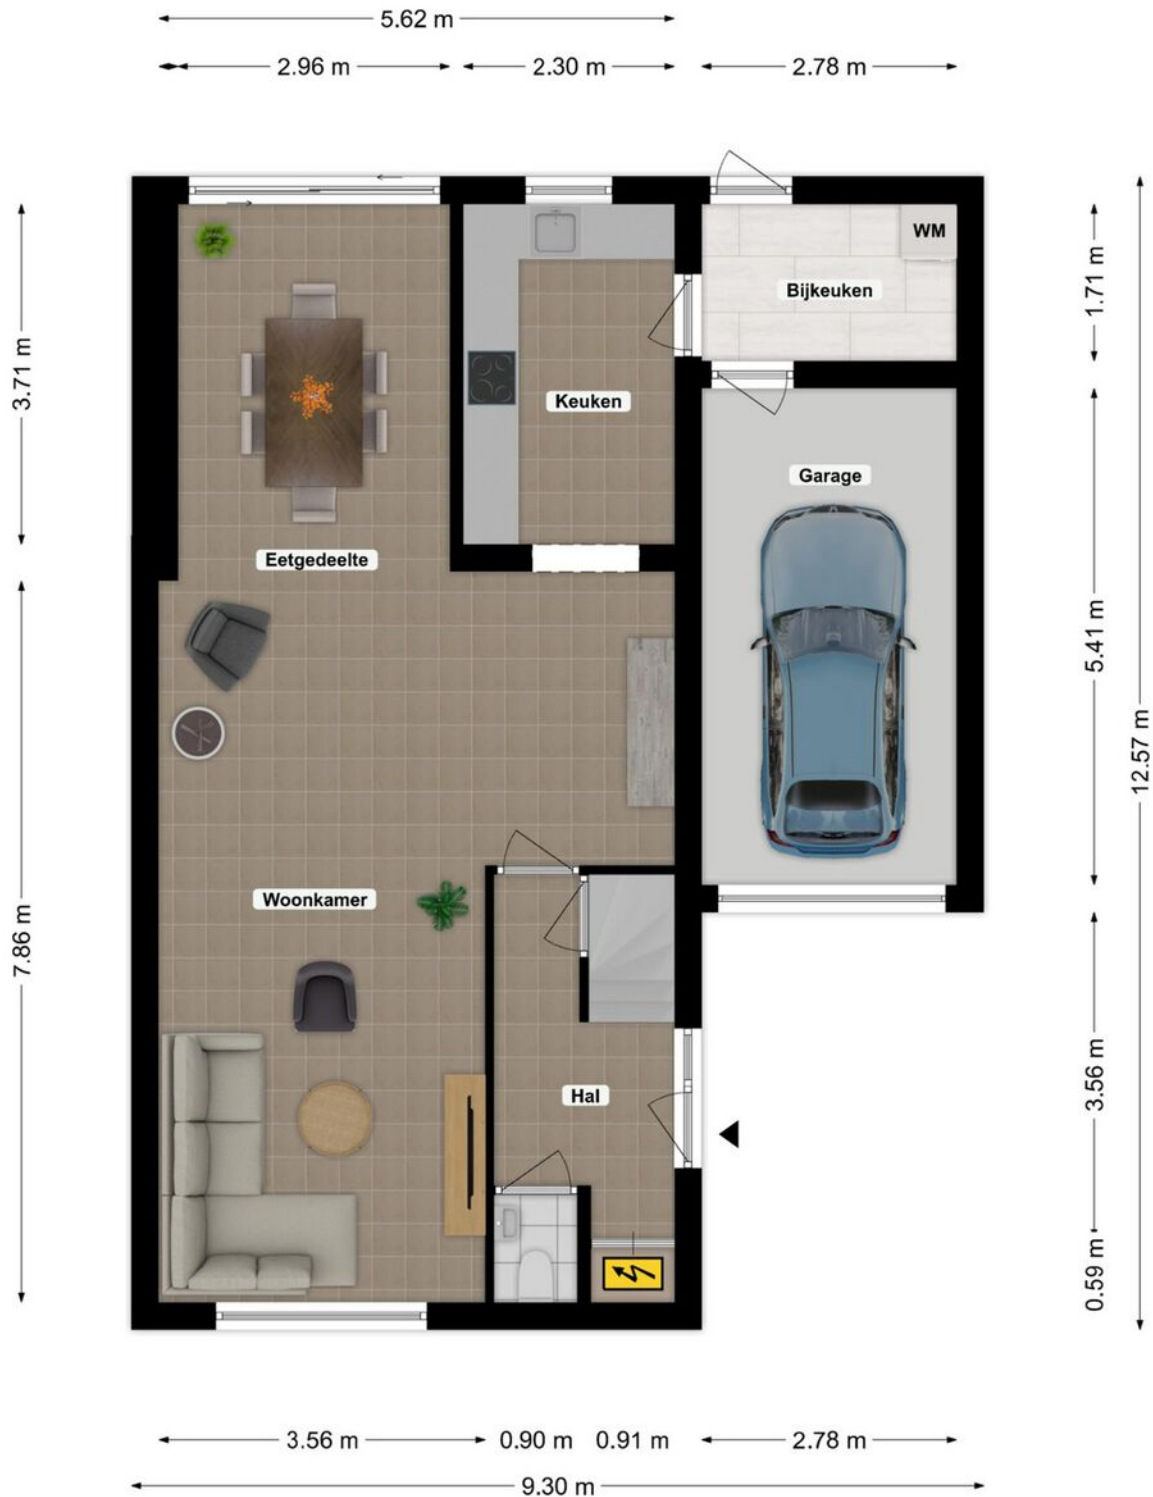 5.62 m
2.96 m
2.30 m
2.78 m
WM
Bijkeuken
1.71 m
3.71 m
Keuken
Garage
Eetgedeelte
5.41 m
12.57 m
Woonkamer
7.86 m
Hal
3.56 m
0.59 m
3.56 m
0.90 m
0.91 m
2.78 m
9.30 m